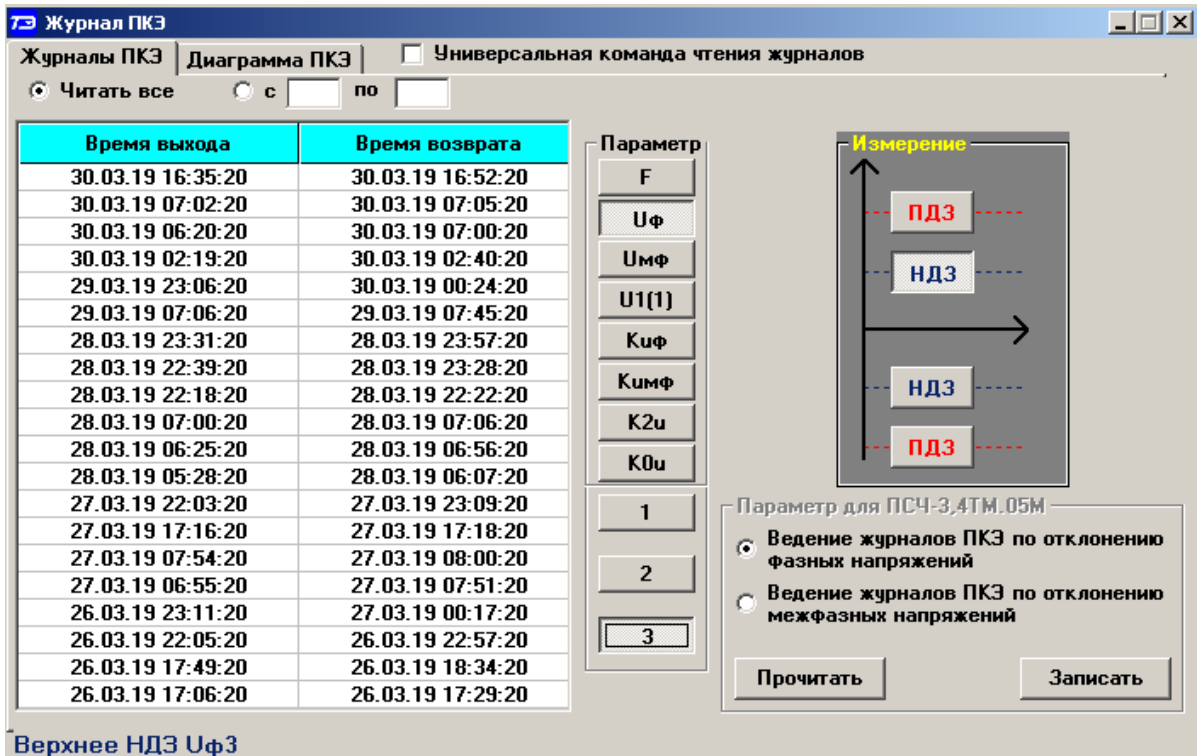 ТЭ Журнал ПКЭ
Журналы ПКЭ Диаграмма ПКЭ Универсальная команда чтения журналов
Читать все с по
Время выхода Время возврата
30.03.19 16:35:20 30.03.19 16:52:20
30.03.19 07:02:20 30.03.19 07:05:20
30.03.19 06:20:20 30.03.19 07:00:20
30.03.19 02:19:20 30.03.19 02:40:20
29.03.19 23:06:20 30.03.19 00:24:20
29.03.19 07:06:20 29.03.19 07:45:20
28.03.19 23:31:20 28.03.19 23:57:20
28.03.19 22:39:20 28.03.19 23:28:20
28.03.19 22:18:20 28.03.19 22:22:20
28.03.19 07:00:20 28.03.19 07:06:20
28.03.19 06:25:20 28.03.19 06:56:20
28.03.19 05:28:20 28.03.19 06:07:20
27.03.19 22:03:20 27.03.19 23:09:20
27.03.19 17:16:20 27.03.19 17:18:20
27.03.19 07:54:20 27.03.19 08:00:20
27.03.19 06:55:20 27.03.19 07:51:20
26.03.19 23:11:20 27.03.19 00:17:20
26.03.19 22:05:20 26.03.19 22:57:20
26.03.19 17:49:20 26.03.19 18:34:20
26.03.19 17:06:20 26.03.19 17:29:20
Параметр
F
Uф
Uмф
U1(1)
Kuф
Kuмф
K2u
K0u
1
2
3
Измерение
ПДЗ
НДЗ
НДЗ
ПДЗ
Параметр для ПСЧ-3,4ТМ.05М
Ведение журналов ПКЭ по отклонению
фазных напряжений
Ведение журналов ПКЭ по отклонению
межфазных напряжений
Прочитать Записать
Верхнее НДЗ Uф3